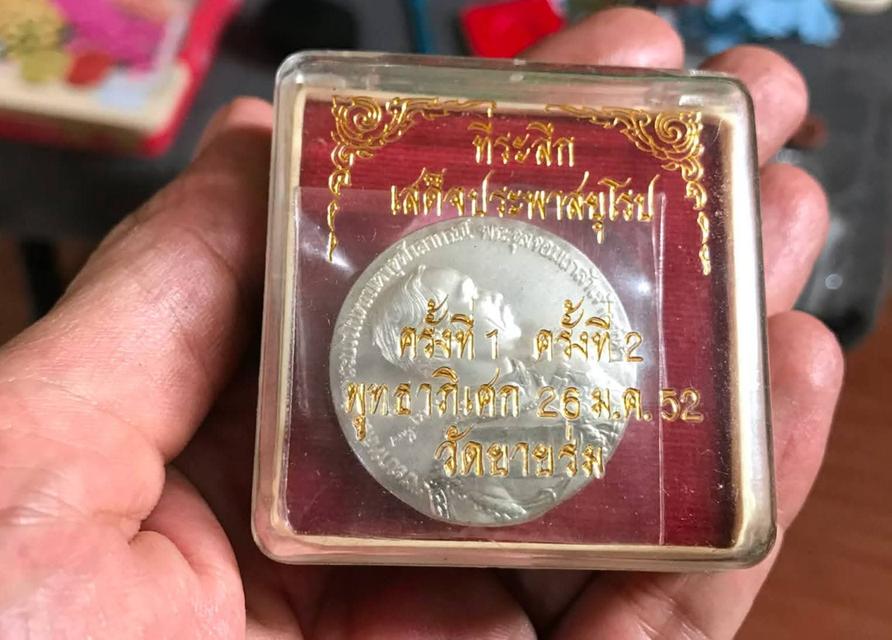 ที่ระลึก
เสด็จประพาสยุโรป
ครั้งที่ 1 ครั้งที่ 2
พุทธาภิเศก 26 ม.ค. 52
วัดยายร่ม